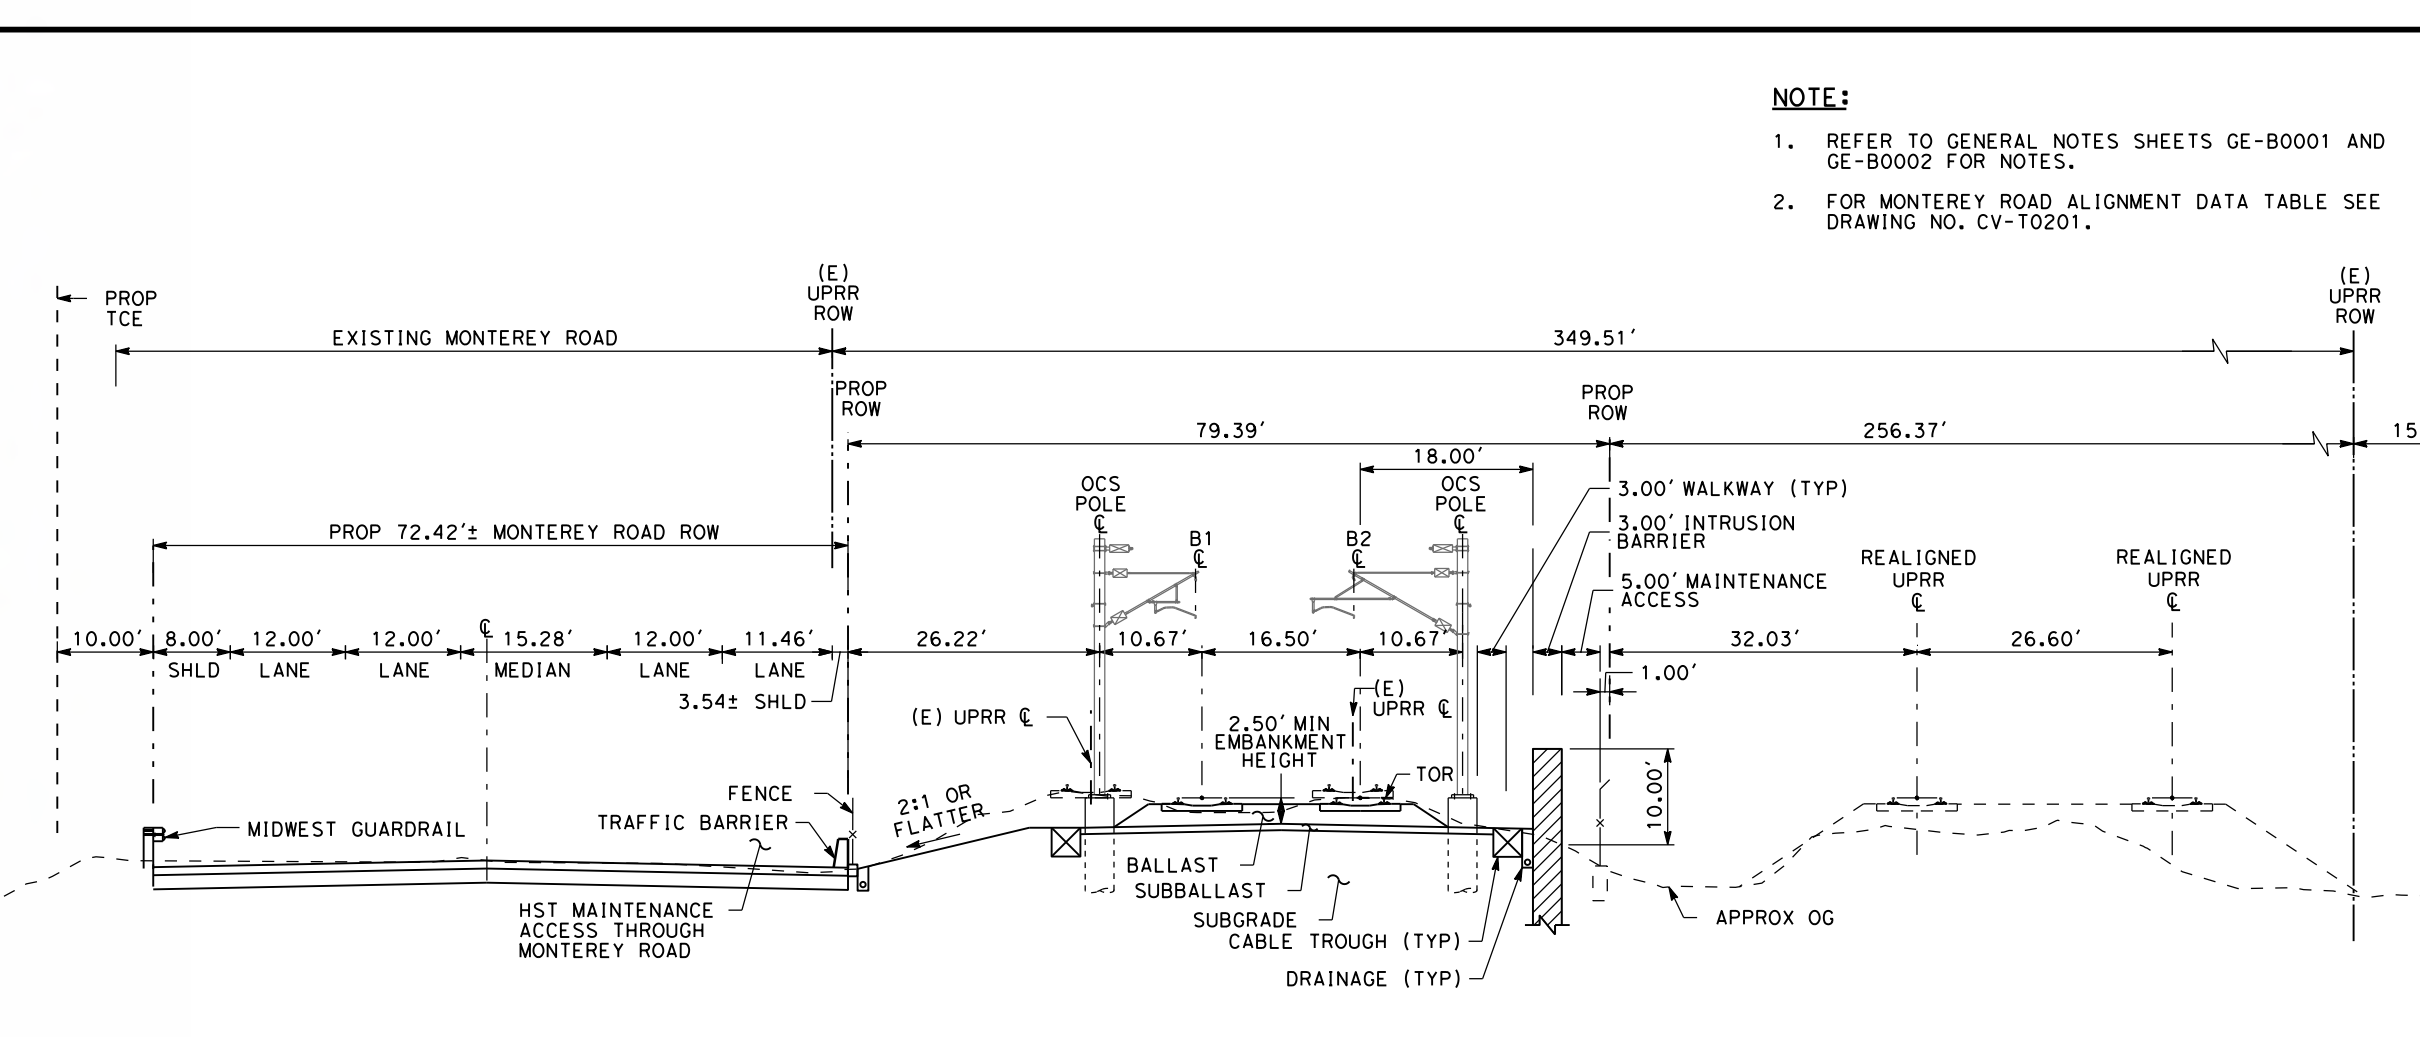 NOTE:
1. REFER TO GENERAL NOTES SHEETS GE-B0001 AND
GE-B0002 FOR NOTES.
2. FOR MONTEREY ROAD ALIGNMENT DATA TABLE SEE
DRAWING NO. CV-T0201.
PROP
TCE
(E)
UPRR
ROW
(E)
UPRR
ROW
EXISTING MONTEREY ROAD
349.51'
PROP
ROW
PROP
ROW
79.39'
256.37'
15
18.00'
OCS
POLE
℄
OCS
POLE
℄
3.00' WALKWAY (TYP)
3.00' INTRUSION
BARRIER
5.00' MAINTENANCE
ACCESS
PROP 72.42'± MONTEREY ROAD ROW
B1
℄
B2
℄
REALIGNED
UPRR
℄
REALIGNED
UPRR
℄
10.00' 8.00' 12.00' 12.00' ℄ 15.28' 12.00' 11.46' 26.22' 10.67' 16.50' 10.67' 32.03' 26.60'
SHLD LANE LANE MEDIAN LANE LANE
3.54± SHLD
1.00'
(E) UPRR ℄
(E)
UPRR ℄
2.50' MIN
EMBANKMENT
HEIGHT
TOR
10.00'
2:1 OR
FLATTER
FENCE
TRAFFIC BARRIER
MIDWEST GUARDRAIL
BALLAST
SUBBALLAST
SUBGRADE
CABLE TROUGH (TYP)
DRAINAGE (TYP)
HST MAINTENANCE
ACCESS THROUGH
MONTEREY ROAD
APPROX OG